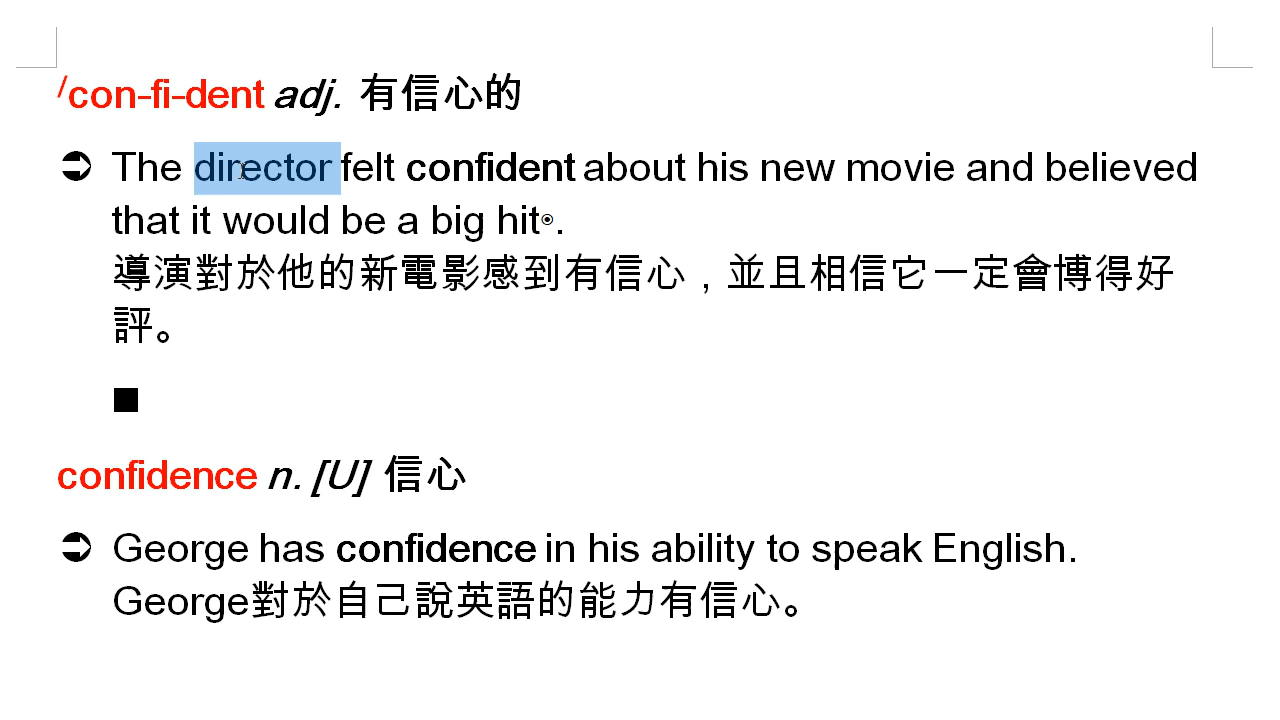 /con-fi-dent adj. 有信心的
➲ The director felt confident about his new movie and believed
that it would be a big hit◉.
導演對於他的新電影感到有信心，並且相信它一定會博得好
評。
■
confidence n. [U] 信心
➲ George has confidence in his ability to speak English.
George對於自己說英語的能力有信心。